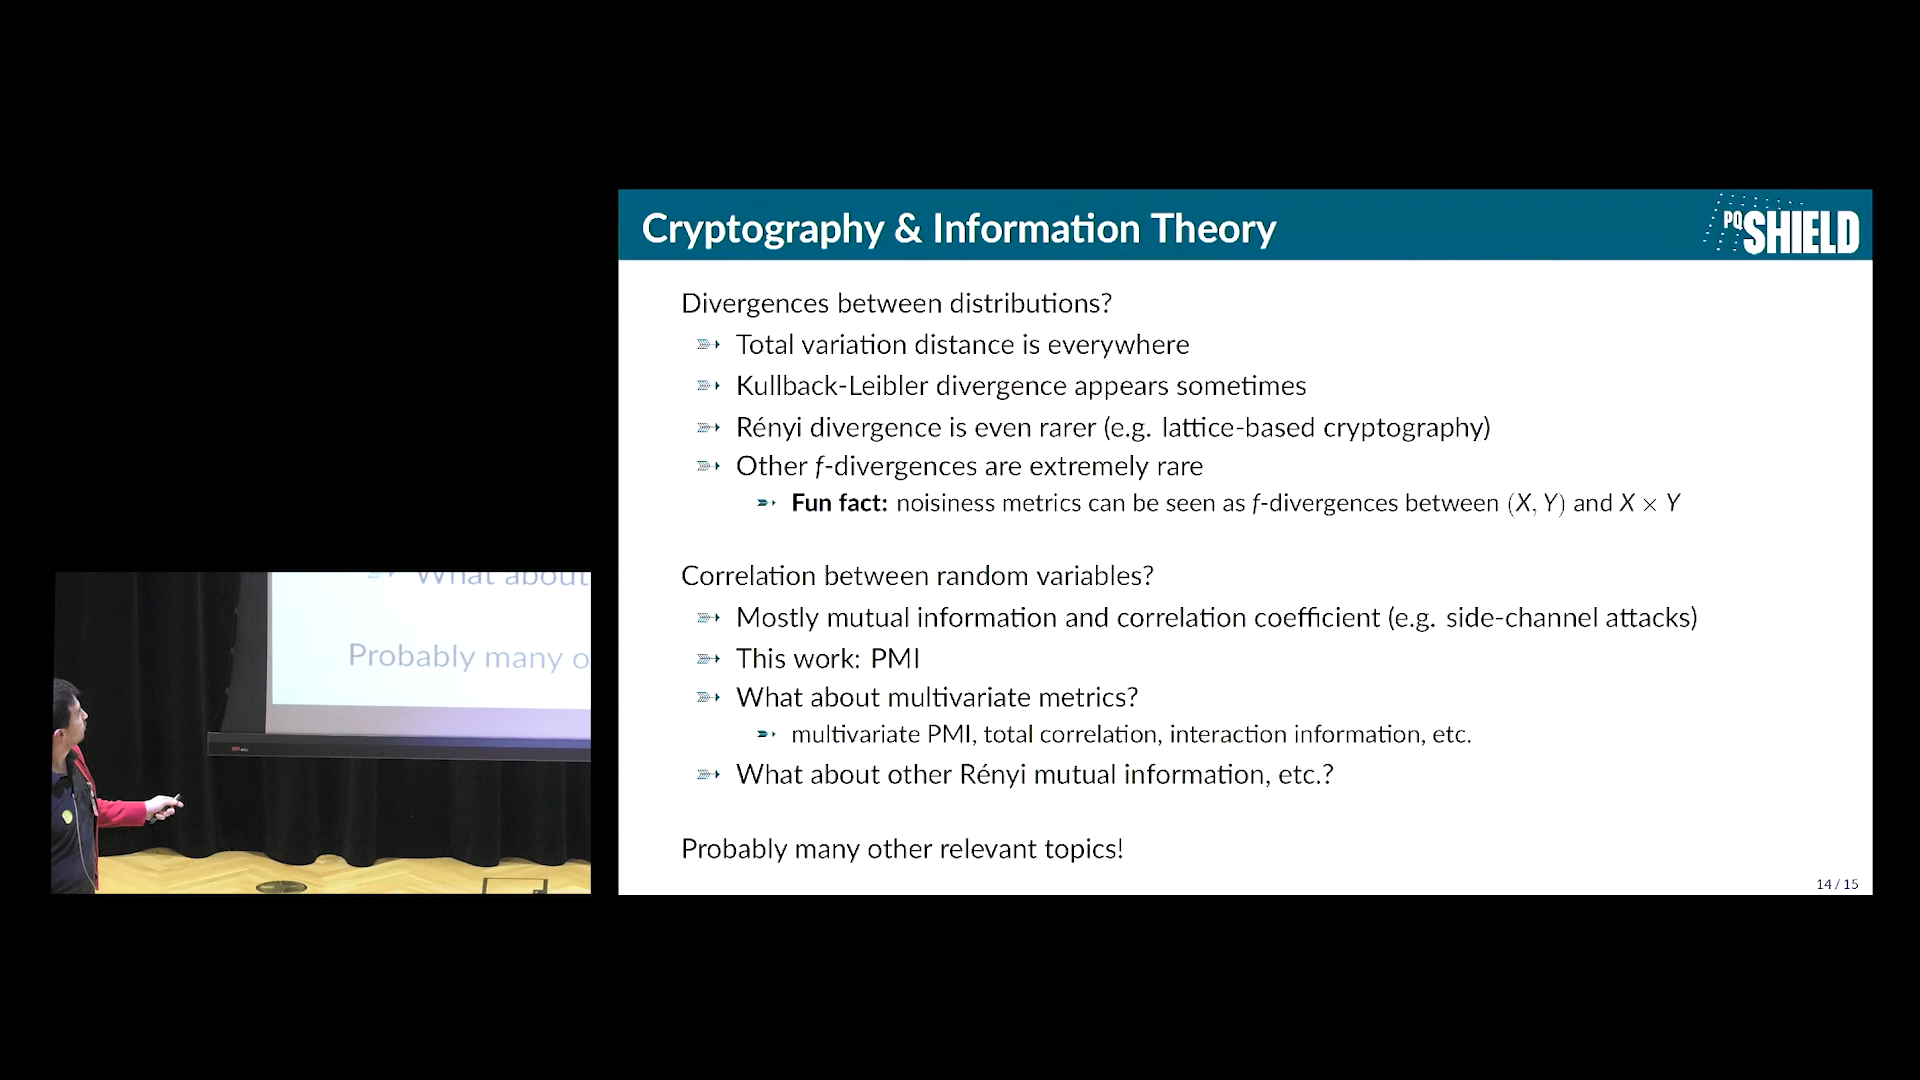 Cryptography & Information Theory
PQSHIELD
Divergences between distributions?
Total variation distance is everywhere
Kullback-Leibler divergence appears sometimes
Rényi divergence is even rarer (e.g. lattice-based cryptography)
Other f-divergences are extremely rare
Fun fact: noisiness metrics can be seen as f-divergences between (X, Y) and X × Y
Correlation between random variables?
Mostly mutual information and correlation coefficient (e.g. side-channel attacks)
This work: PMI
What about multivariate metrics?
multivariate PMI, total correlation, interaction information, etc.
What about other Rényi mutual information, etc.?
Probably many other relevant topics!
14 / 15
What about
Probably many o